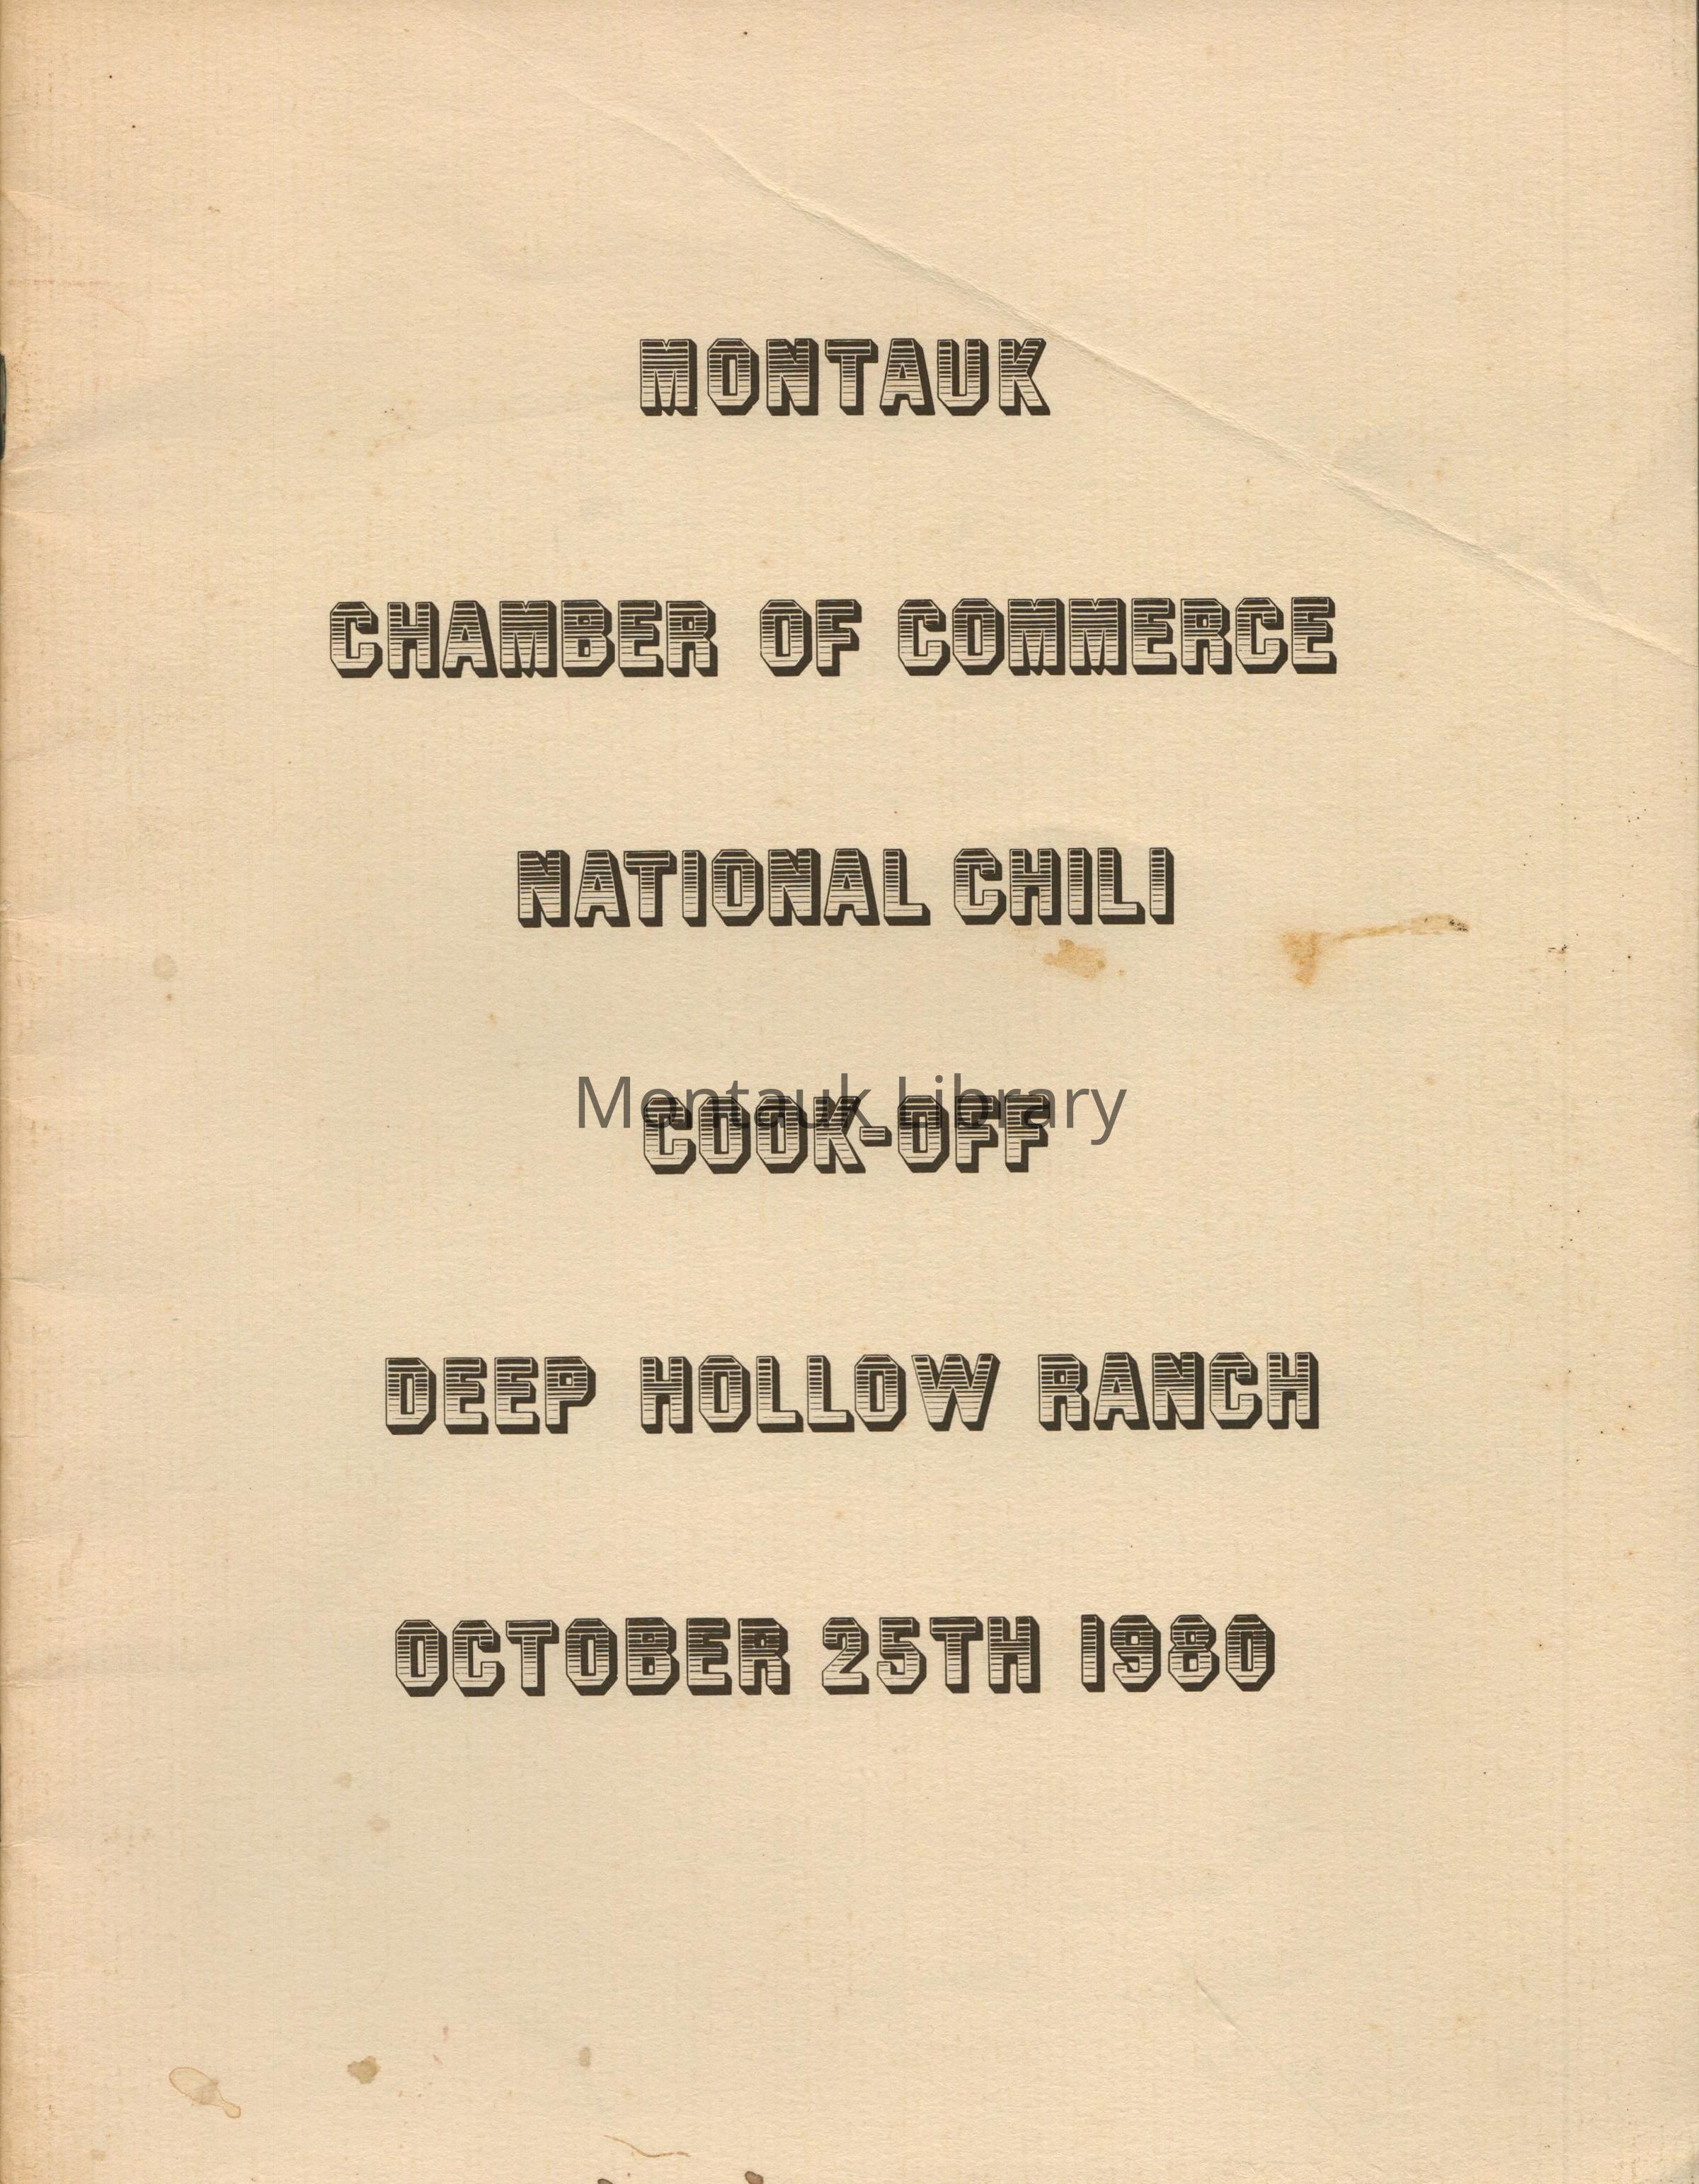 MONTAUK
CHAMBER OF COMMERCE
NATIONAL CHILI
Montauk Library
COOK-OFF
DEEP HOLLOW RANCH
OCTOBER 25TH 1980